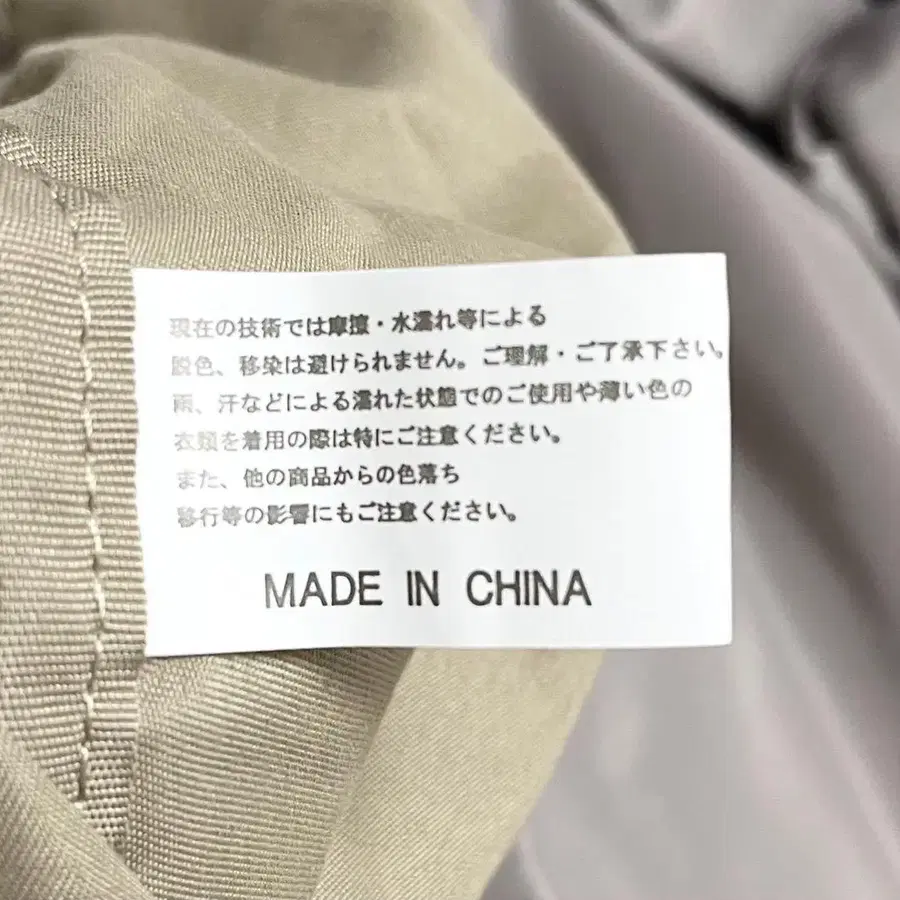 現在の技術では摩擦・水濡れ等による
脱色、移染は避けられません。ご理解・ご了承下さい。
雨、汗などによる濡れた状態でのご使用や薄い色の
衣類を着用の際は特にご注意ください。
また、他の商品からの色落ち
移行等の影響にもご注意ください。
MADE IN CHINA